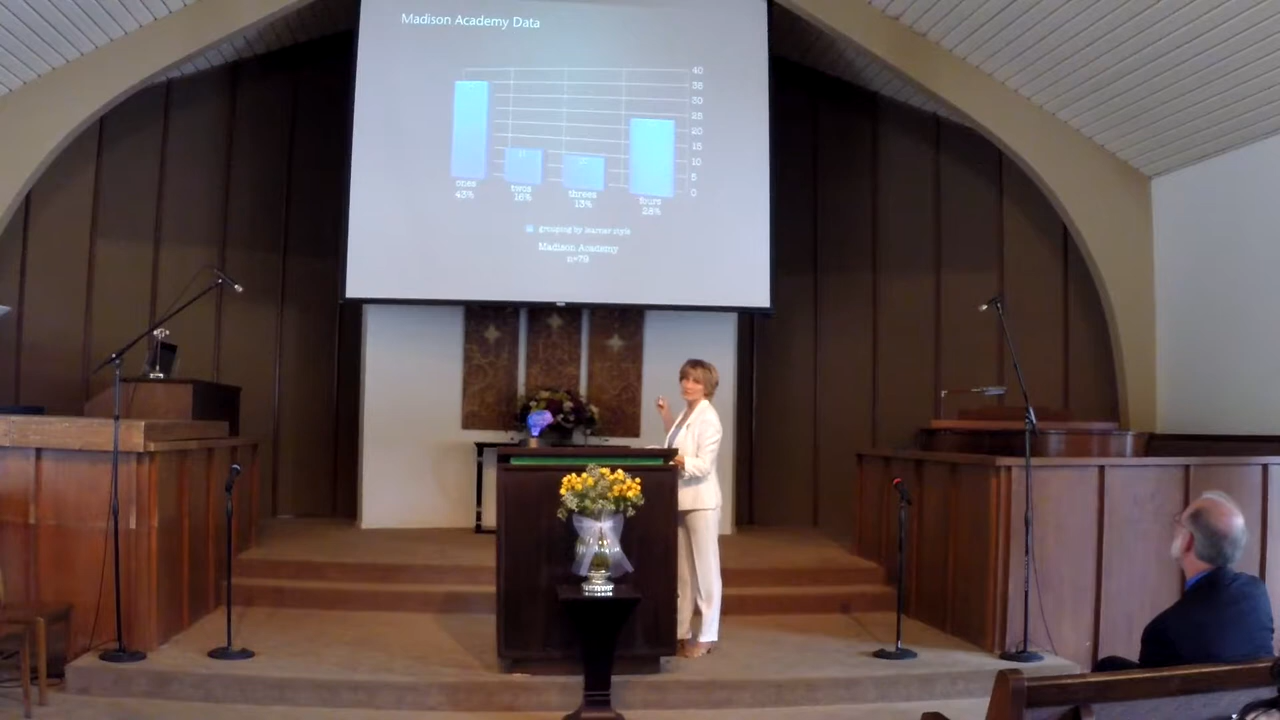 Madison Academy Data
40
35
30
25
20
15
10
5
0
ones
43%
twos
16%
threes
13%
fours
28%
grouping by learner style
Madison Academy
n=79